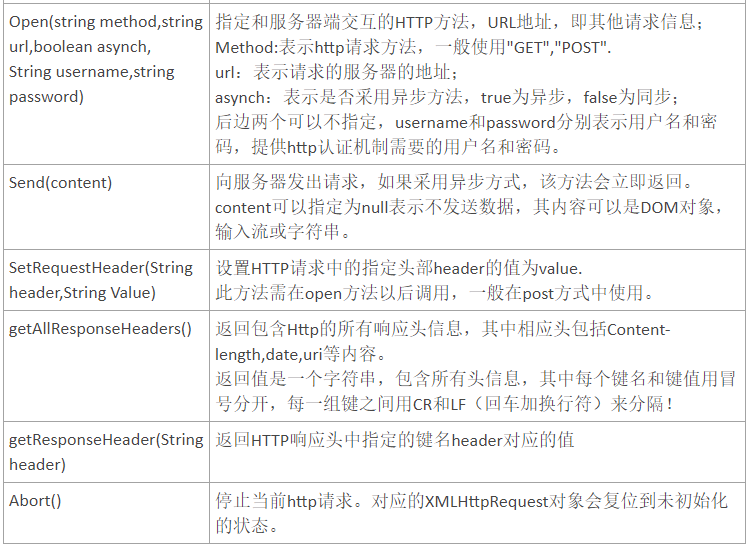 Open(string method,string
url,boolean asynch,
String username,string
password)
指定和服务器端交互的HTTP方法，URL地址，即其他请求信息；
Method:表示http请求方法，一般使用"GET","POST".
url：表示请求的服务器的地址；
asynch：表示是否采用异步方法，true为异步，false为同步；
后边两个可以不指定，username和password分别表示用户名和密
码，提供http认证机制需要的用户名和密码。
Send(content)
向服务器发出请求，如果采用异步方式，该方法会立即返回。
content可以指定为null表示不发送数据，其内容可以是DOM对象，
输入流或字符串。
SetRequestHeader(String
header,String Value)
设置HTTP请求中的指定头部header的值为value.
此方法需在open方法以后调用，一般在post方式中使用。
getAllResponseHeaders()
返回包含Http的所有响应头信息，其中相应头包括Content-
length,date,uri等内容。
返回值是一个字符串，包含所有头信息，其中每个键名和键值用冒
号分开，每一组键之间用CR和LF（回车加换行符）来分隔！
getResponseHeader(String
header)
返回HTTP响应头中指定的键名header对应的值
Abort()
停止当前http请求。对应的XMLHttpRequest对象会复位到未初始化
的状态。